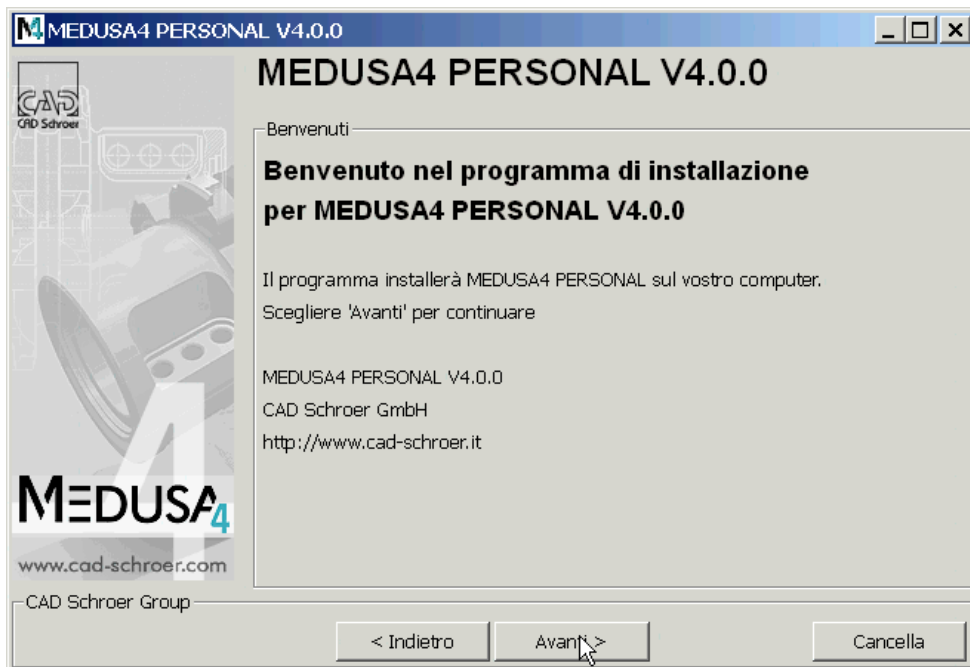 MEDUSA4 PERSONAL V4.0.0
CAD
CAD Schroer
MEDUSA4 PERSONAL V4.0.0
Benvenuti
Benvenuto nel programma di installazione
per MEDUSA4 PERSONAL V4.0.0
Il programma installerà MEDUSA4 PERSONAL sul vostro computer.
Scegliere 'Avanti' per continuare
MEDUSA4 PERSONAL V4.0.0
CAD Schroer GmbH
http://www.cad-schroer.it
4
MEDUSA4
www.cad-schroer.com
CAD Schroer Group
< Indietro
Avanti >
Cancella